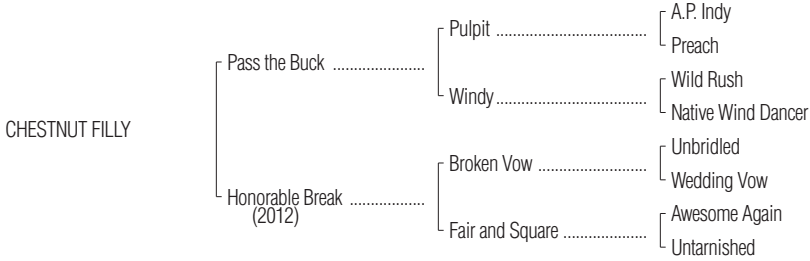 A.P. Indy
Pulpit ................................
Preach
Pass the Buck ....................
Wild Rush
Windy................................
Native Wind Dancer
CHESTNUT FILLY
Unbridled
Broken Vow ........................
Wedding Vow
Honorable Break .................
(2012)
Awesome Again
Fair and Square ..................
Untarnished